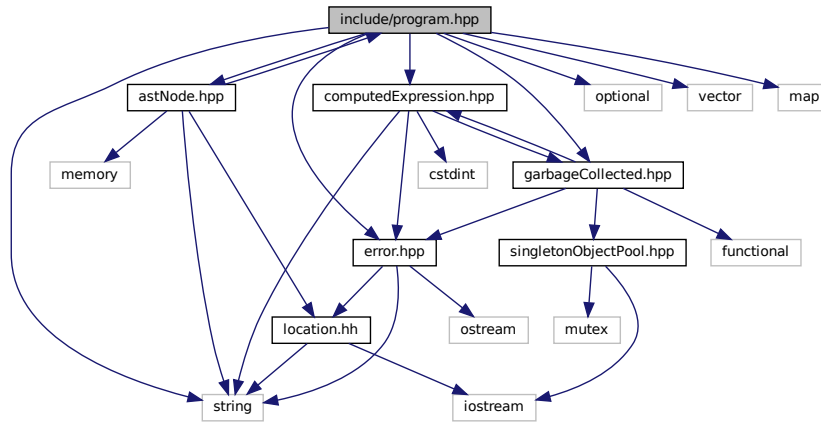 include/program.hpp
astNode.hpp
computedExpression.hpp
optional
vector
map
memory
cstdint
garbageCollected.hpp
error.hpp
singletonObjectPool.hpp
functional
location.hh
ostream
mutex
string
iostream